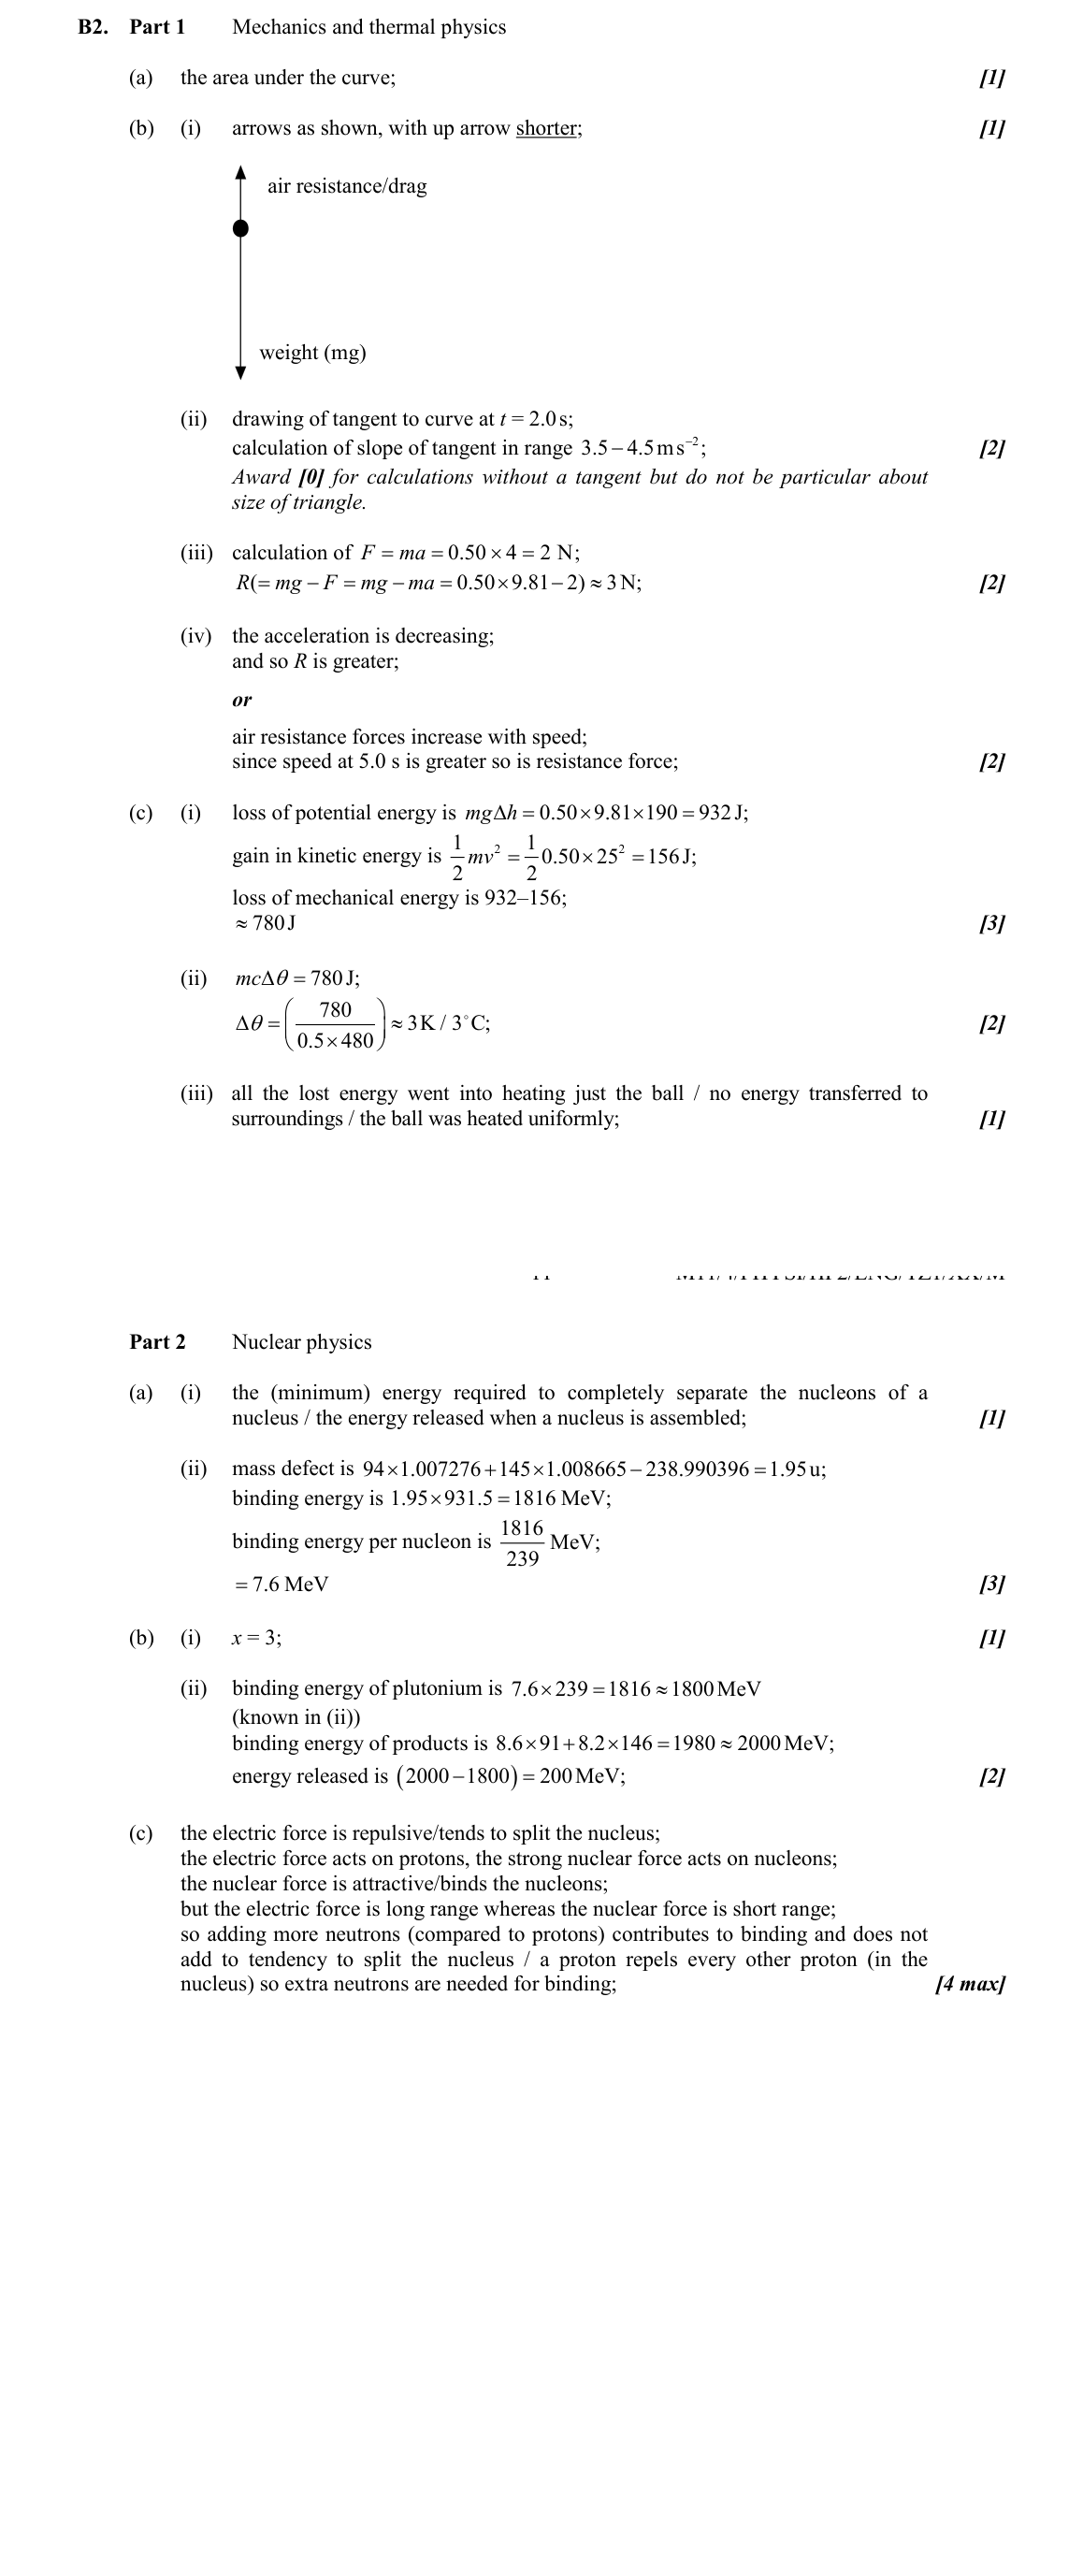 B2. Part 1 Mechanics and thermal physics
(a) the area under the curve; [1]
(b) (i) arrows as shown, with up arrow shorter; [1]
air resistance/drag
weight (mg)
(ii) drawing of tangent to curve at t = 2.0 s;
calculation of slope of tangent in range 3.5 – 4.5 m s⁻²; [2]
Award [0] for calculations without a tangent but do not be particular about
size of triangle.
(iii) calculation of F = ma = 0.50 × 4 = 2 N;
R(= mg − F = mg − ma = 0.50×9.81− 2) ≈ 3 N; [2]
(iv) the acceleration is decreasing;
and so R is greater;
or
air resistance forces increase with speed;
since speed at 5.0 s is greater so is resistance force; [2]
(c) (i) loss of potential energy is mgΔh = 0.50×9.81×190 = 932 J;
gain in kinetic energy is 1/2 mv² = 1/2 0.50×25² = 156 J;
loss of mechanical energy is 932–156;
≈ 780 J [3]
(ii) mcΔθ = 780 J;
Δθ = (780/(0.5×480)) ≈ 3 K / 3°C; [2]
(iii) all the lost energy went into heating just the ball / no energy transferred to
surroundings / the ball was heated uniformly; [1]
Part 2 Nuclear physics
(a) (i) the (minimum) energy required to completely separate the nucleons of a
nucleus / the energy released when a nucleus is assembled; [1]
(ii) mass defect is 94×1.007276+145×1.008665−238.990396 =1.95 u;
binding energy is 1.95×931.5 =1816 MeV;
binding energy per nucleon is 1816/239 MeV;
= 7.6 MeV [3]
(b) (i) x = 3; [1]
(ii) binding energy of plutonium is 7.6×239 =1816 ≈1800 MeV
(known in (ii))
binding energy of products is 8.6×91+8.2×146 =1980 ≈ 2000 MeV;
energy released is (2000−1800) = 200 MeV; [2]
(c) the electric force is repulsive/tends to split the nucleus;
the electric force acts on protons, the strong nuclear force acts on nucleons;
the nuclear force is attractive/binds the nucleons;
but the electric force is long range whereas the nuclear force is short range;
so adding more neutrons (compared to protons) contributes to binding and does not
add to tendency to split the nucleus / a proton repels every other proton (in the
nucleus) so extra neutrons are needed for binding; [4 max]